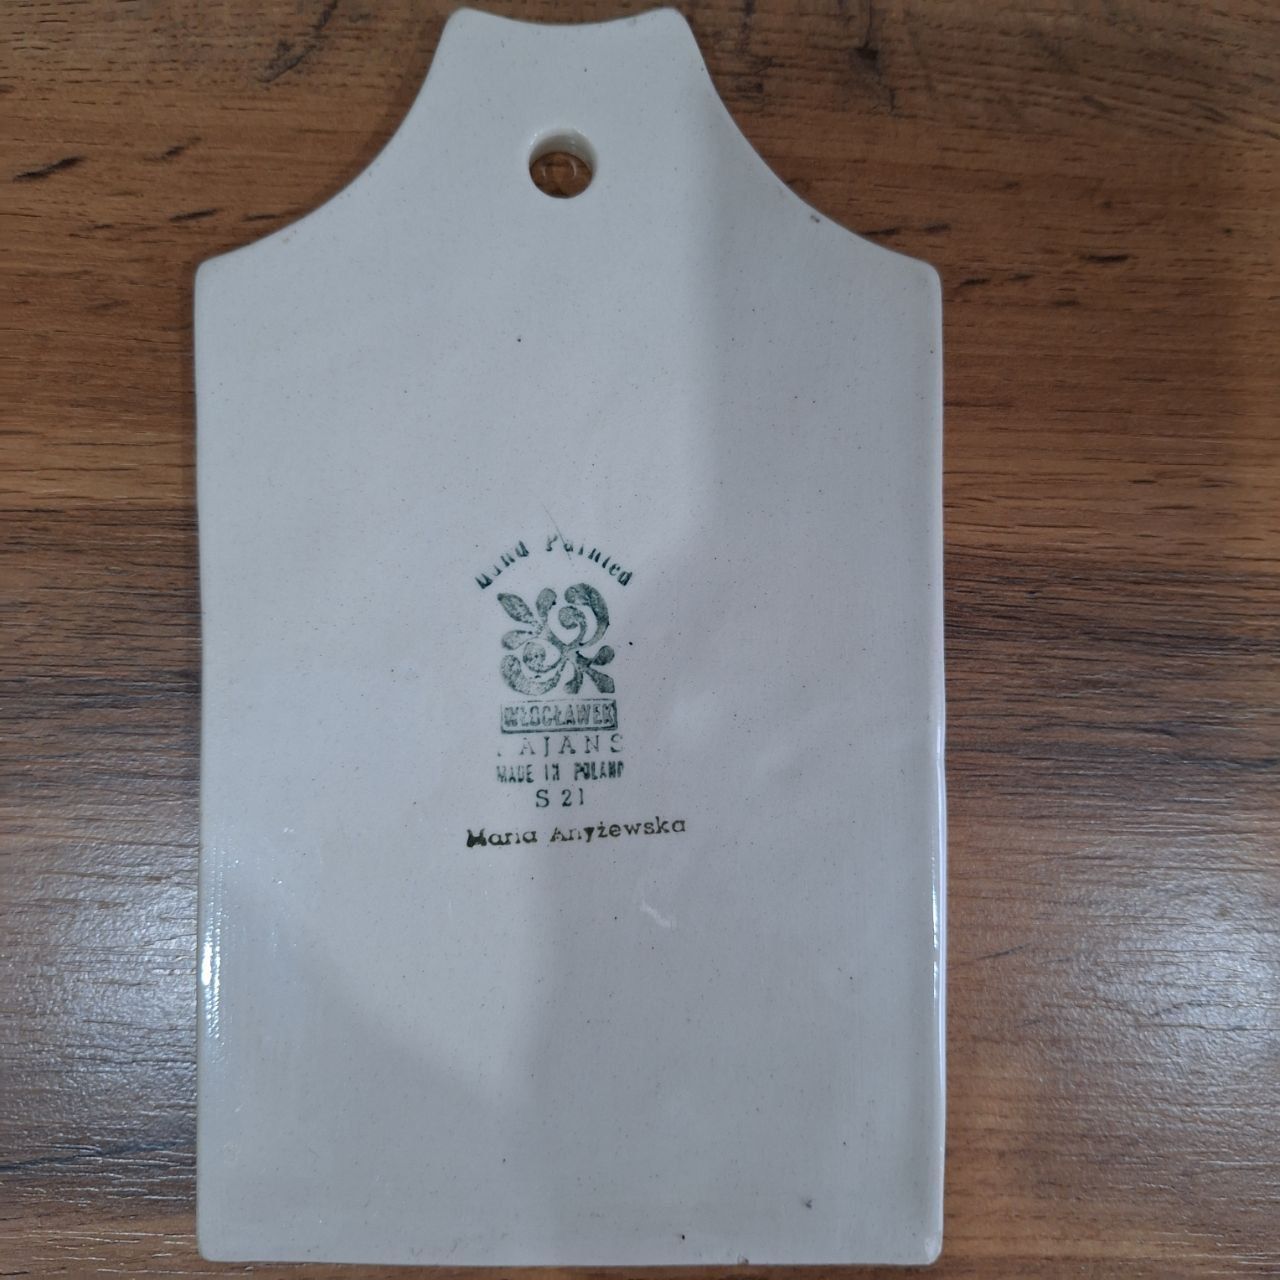 Hand Painted
WŁOCŁAWEK
FAJANS
MADE IN POLAND
S 21
Maria Anyżewska